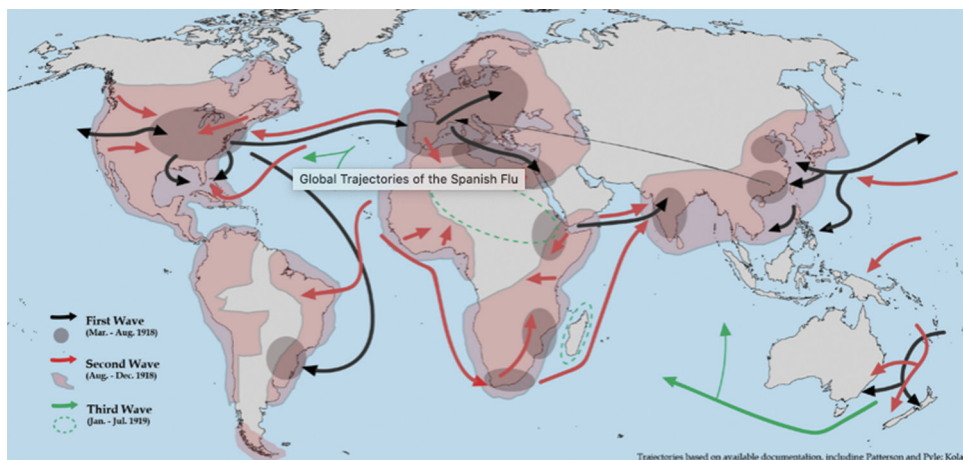 Global Trajectories of the Spanish Flu
First Wave
(Mar. - Aug. 1918)
Second Wave
(Aug. - Dec. 1918)
Third Wave
(Jan. - Jul. 1919)
Trajectories based on available documentation, including Patterson and Pyle; Kola